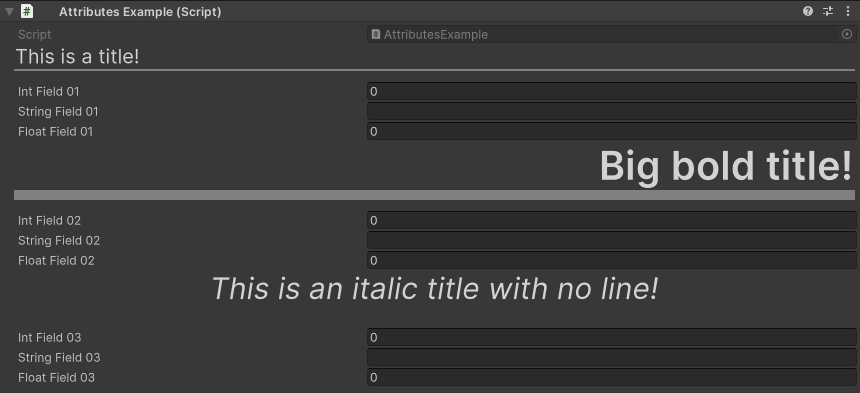 # Attributes Example (Script)
Script # AttributesExample
This is a title!
Int Field 01 0
String Field 01
Float Field 01 0
Big bold title!
Int Field 02 0
String Field 02
Float Field 02 0
This is an italic title with no line!
Int Field 03 0
String Field 03
Float Field 03 0